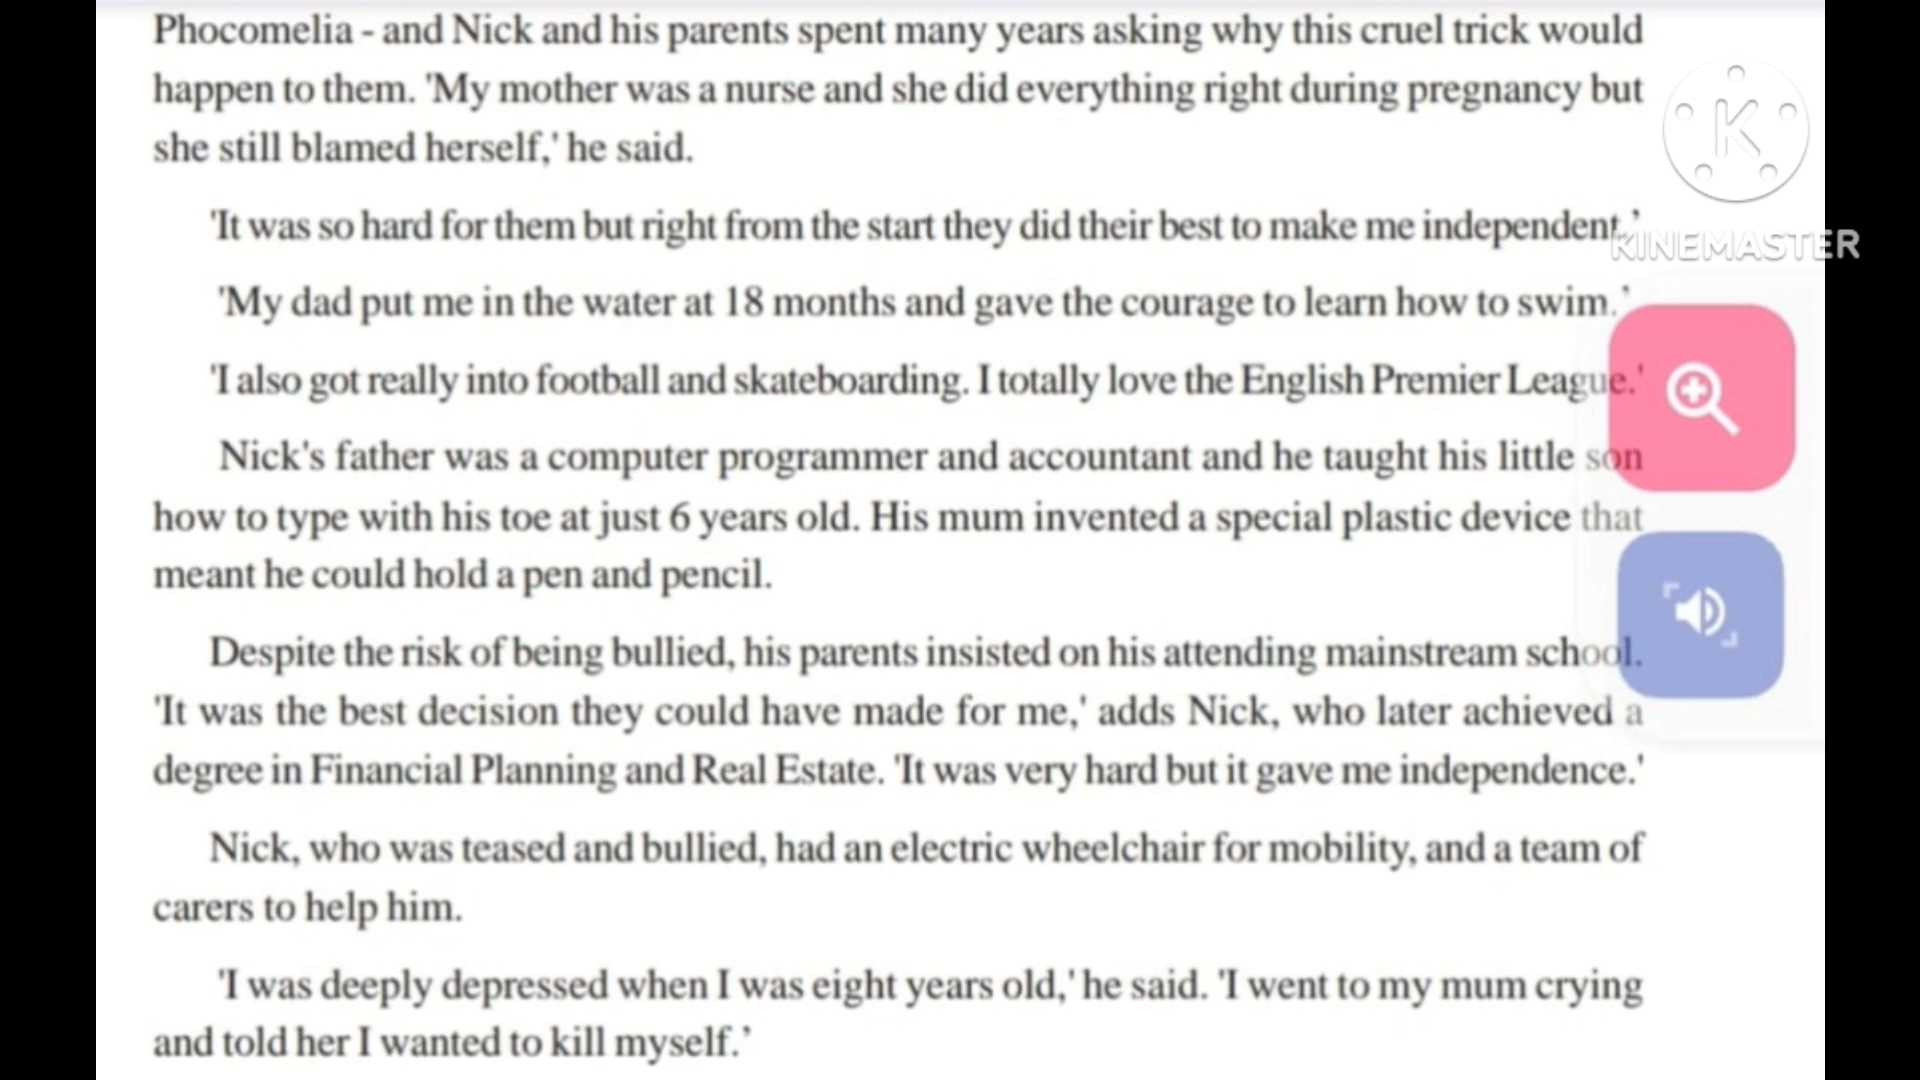 Phocomelia - and Nick and his parents spent many years asking why this cruel trick would
happen to them. 'My mother was a nurse and she did everything right during pregnancy but
she still blamed herself,' he said.
'It was so hard for them but right from the start they did their best to make me independent.'
'My dad put me in the water at 18 months and gave the courage to learn how to swim.'
'I also got really into football and skateboarding. I totally love the English Premier League.'
Nick's father was a computer programmer and accountant and he taught his little son
how to type with his toe at just 6 years old. His mum invented a special plastic device that
meant he could hold a pen and pencil.
Despite the risk of being bullied, his parents insisted on his attending mainstream school.
'It was the best decision they could have made for me,' adds Nick, who later achieved a
degree in Financial Planning and Real Estate. 'It was very hard but it gave me independence.'
Nick, who was teased and bullied, had an electric wheelchair for mobility, and a team of
carers to help him.
'I was deeply depressed when I was eight years old,' he said. 'I went to my mum crying
and told her I wanted to kill myself.'
K
KINEMASTER